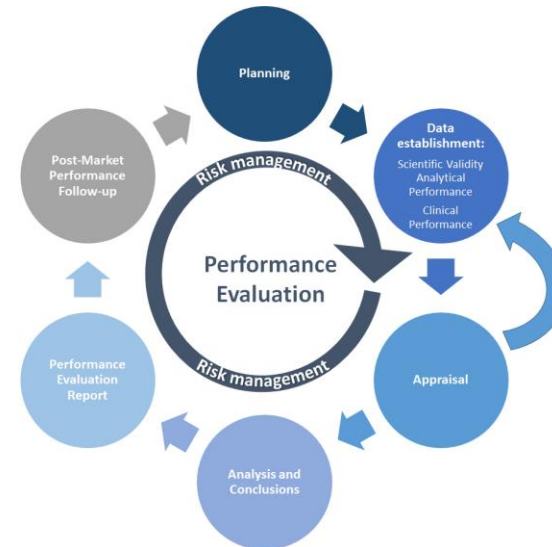 Planning
Data
establishment:
Scientific Validity
Analytical
Performance
Clinical
Performance
Appraisal
Analysis and
Conclusions
Performance
Evaluation
Report
Post-Market
Performance
Follow-up
Risk management
Performance
Evaluation
Risk management